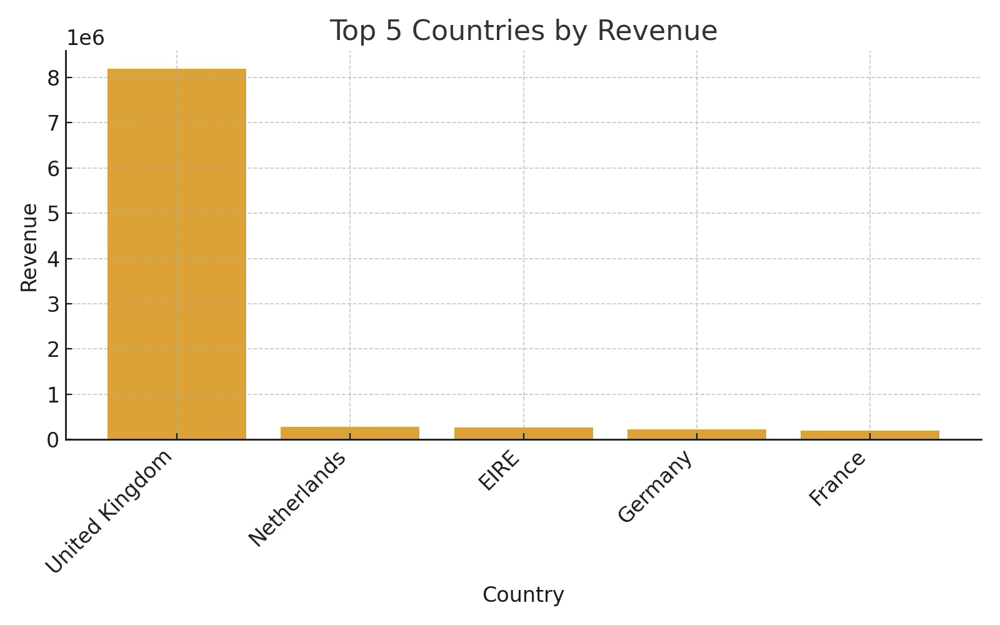 Top 5 Countries by Revenue
1e6
8
7
6
5
4
3
2
1
0
Revenue
United Kingdom
Netherlands
EIRE
Germany
France
Country